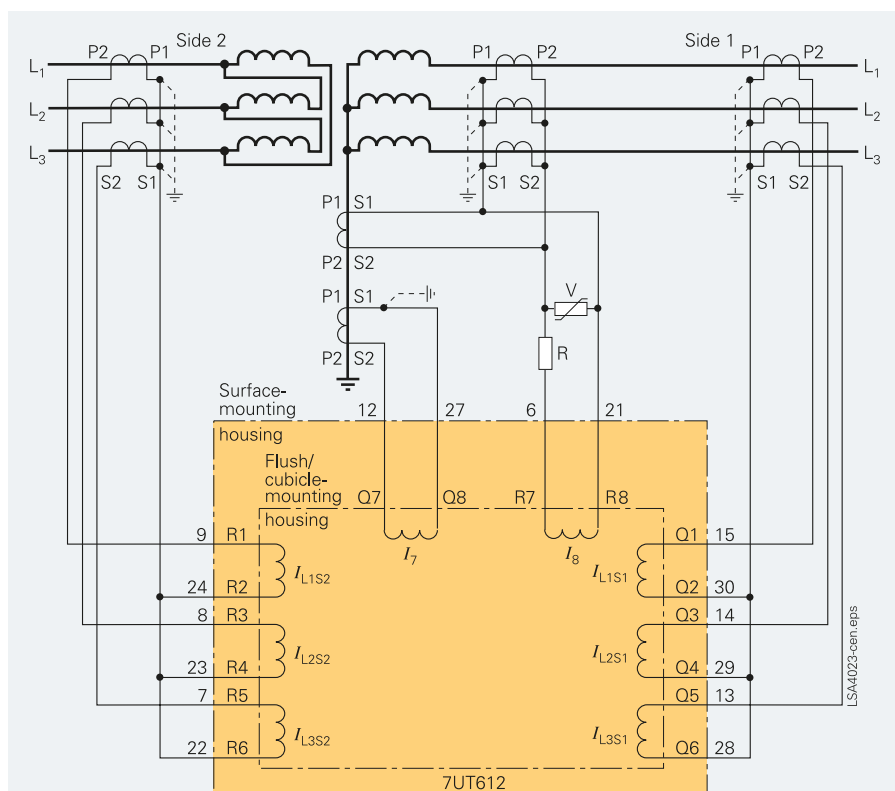 Side 2
Side 1
P2 P1
P1 P2
P1 P2
L1
L1
L2
L2
L3
L3
S2 S1
S1 S2
S1 S2
P1 S1
P2 S2
P1 S1
V
P2 S2
R
Surface-
mounting
housing
12 27 6 21
Flush/
cubicle-
mounting
housing
Q7 Q8 R7 R8
I7
I8
9 R1
Q1 15
IL1S2
IL1S1
24 R2
Q2 30
8 R3
Q3 14
IL2S2
IL2S1
23 R4
Q4 29
7 R5
Q5 13
IL3S2
IL3S1
22 R6
Q6 28
7UT612
LSA4023-cen.eps